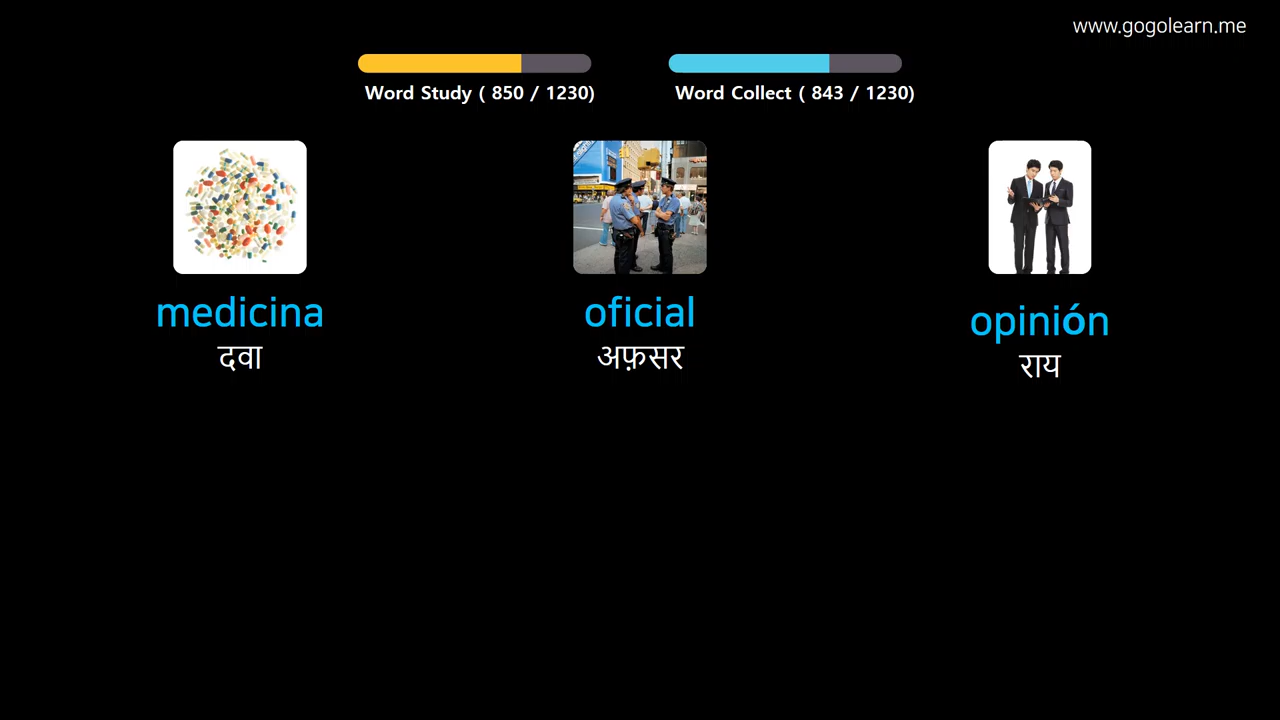 www.gogolearn.me
Word Study ( 850 / 1230)
Word Collect ( 843 / 1230)
medicina
दवा
oficial
अफ़सर
opinión
राय